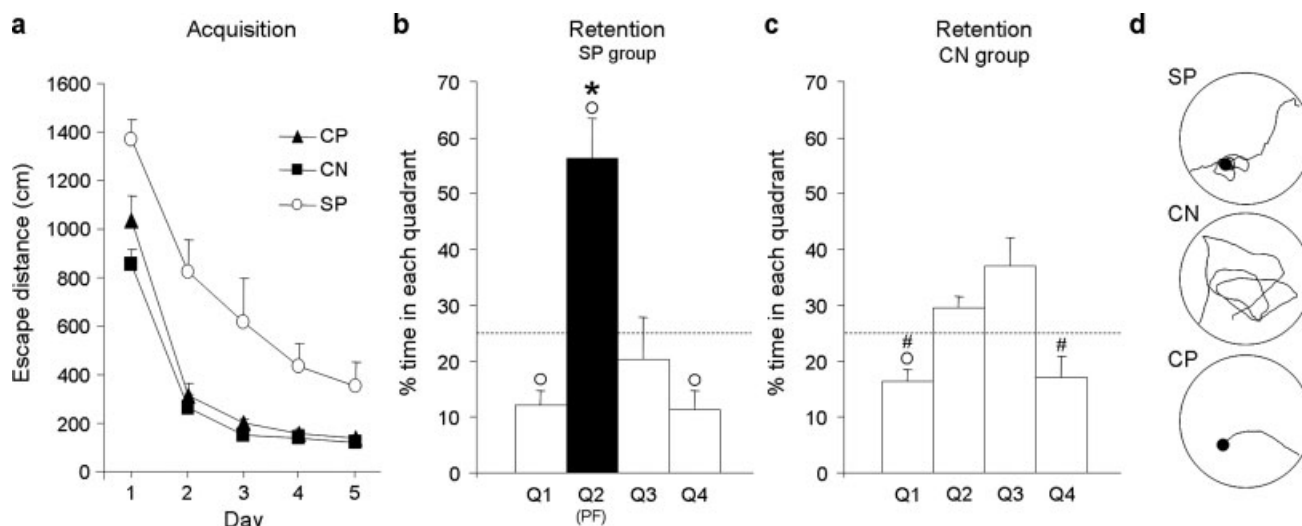 a
Acquisition
Escape distance (cm)
1600
1400
1200
1000
800
600
400
200
0
CP
CN
SP
1 2 3 4 5
Day
b
Retention
SP group
% time in each quadrant
70
60
50
40
30
20
10
0
*
Q1 Q2 Q3 Q4
(PF)
c
Retention
CN group
% time in each quadrant
70
60
50
40
30
20
10
0
# #
Q1 Q2 Q3 Q4
d
SP
CN
CP